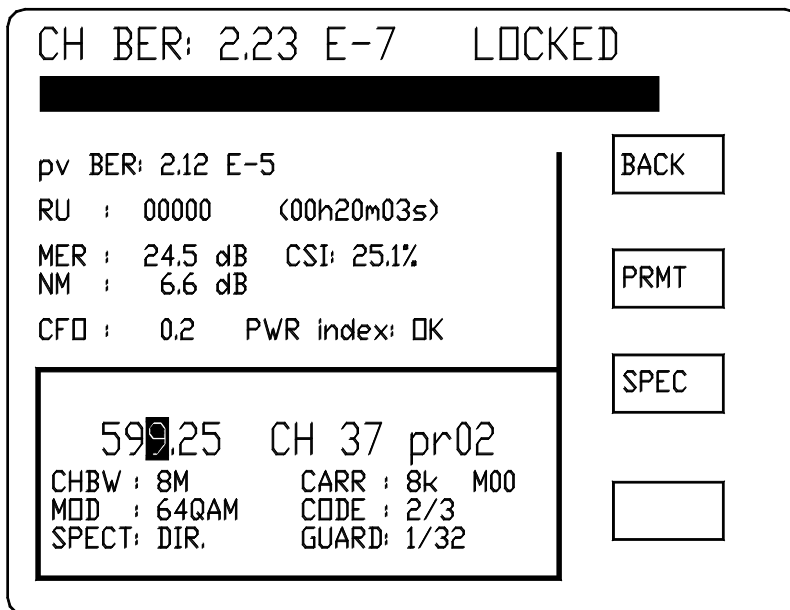 CH BER: 2.23 E-7 LOCKED
pv BER: 2.12 E-5
BACK
RU : 00000 (00h20m03s)
MER : 24.5 dB CSI: 25.1%
NM : 6.6 dB
PRMT
CFO : 0.2 PWR index: OK
SPEC
599.25 CH 37 pr02
CHBW : 8M CARR : 8k M00
MOD : 64QAM CODE : 2/3
SPECT: DIR. GUARD: 1/32